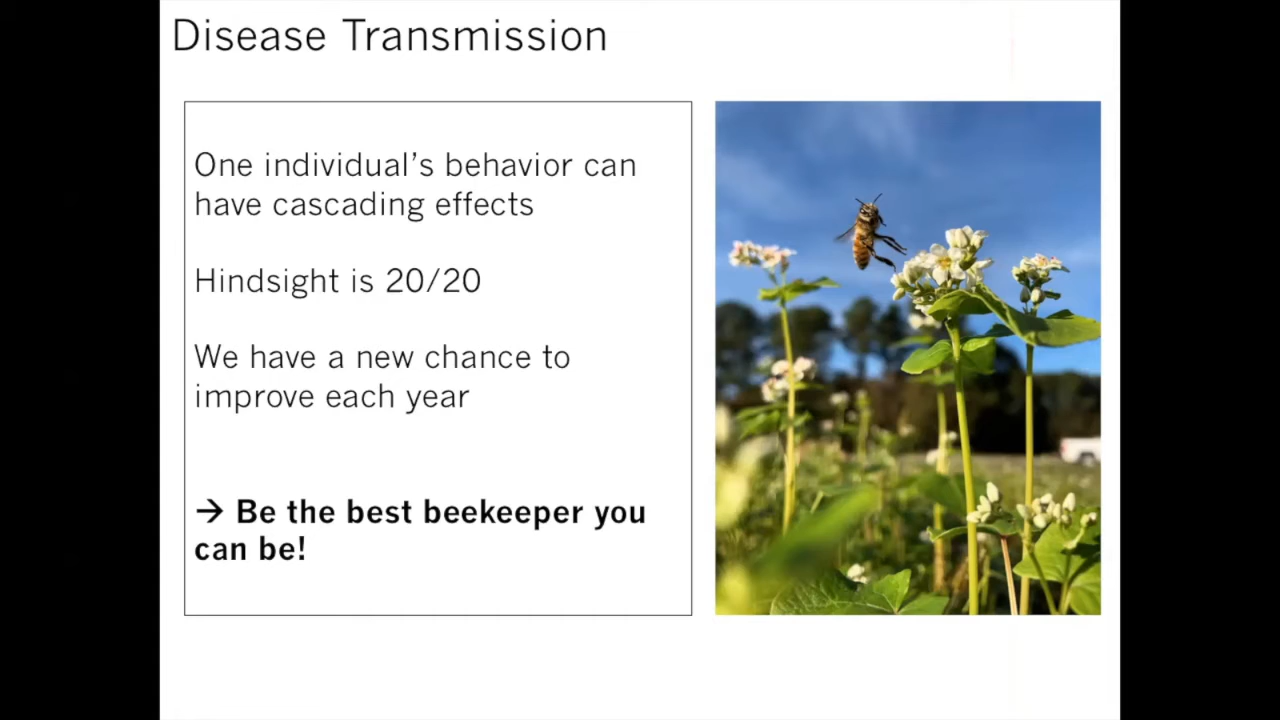 Disease Transmission
One individual’s behavior can
have cascading effects
Hindsight is 20/20
We have a new chance to
improve each year
→ Be the best beekeeper you
can be!